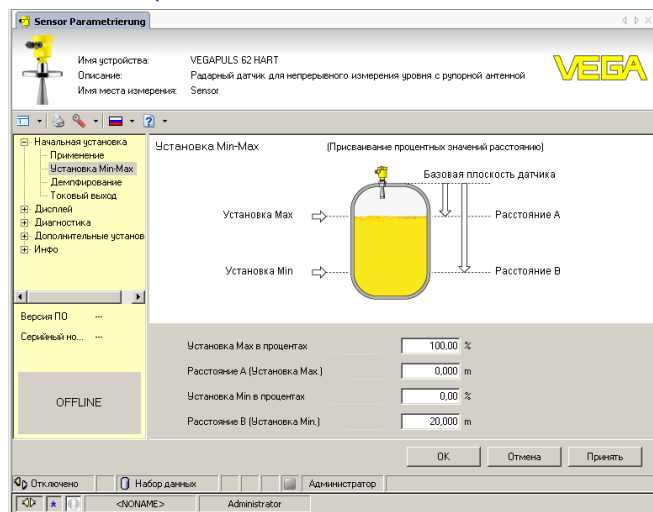 Sensor Parametrierung
Имя устройства: VEGAPULS 62 HART
Описание: Радарный датчик для непрерывного измерения уровня с рупорной антенной
Имя места измерения: Sensor
VEGA
Начальная установка
Применение
Установка Min-Max
Демпфирование
Токовый выход
Дисплей
Диагностика
Дополнительные установ
Инфо
Версия ПО ---
Серийный но... ---
OFFLINE
Установка Min-Max (Присваивание процентных значений расстоянию)
Базовая плоскость датчика
Установка Max
Расстояние A
Установка Min
Расстояние B
Установка Max в процентах 100,00 %
Расстояние A (Установка Max.) 0,000 m
Установка Min в процентах 0,00 %
Расстояние B (Установка Min.) 20,000 m
OK Отмена Принять
Отключено Набор данных Администратор
<NONAME> Administrator